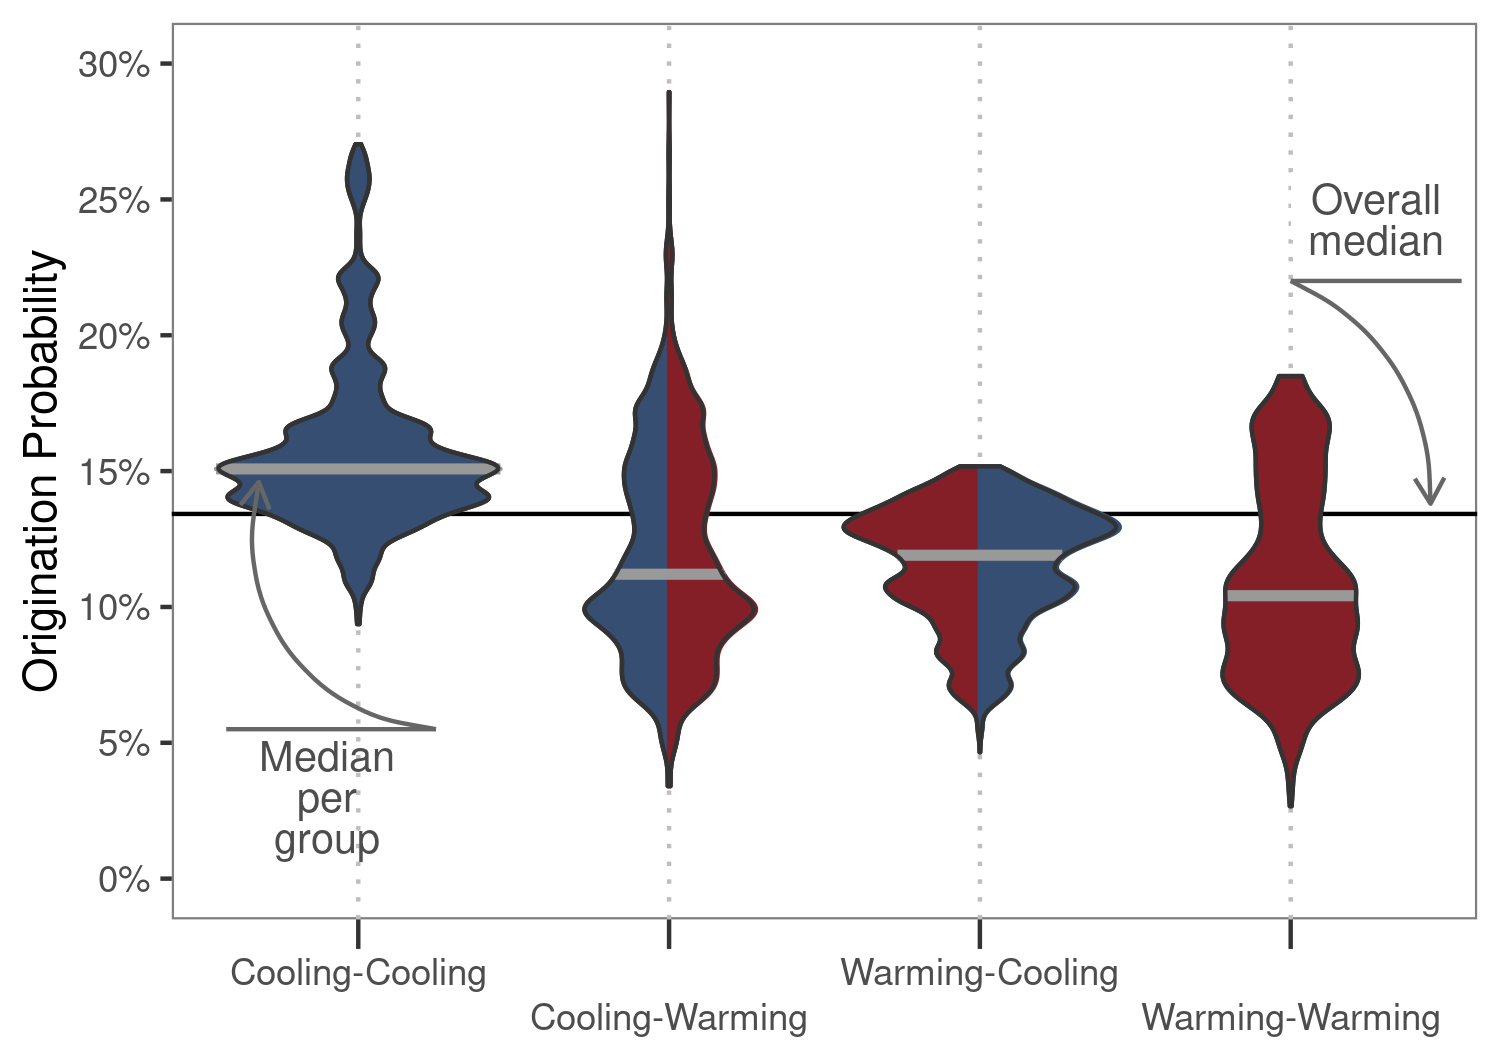 Origination Probability
30%
25%
20%
15%
10%
5%
0%
Overall
median
Median
per
group
Cooling-Cooling
Cooling-Warming
Warming-Cooling
Warming-Warming